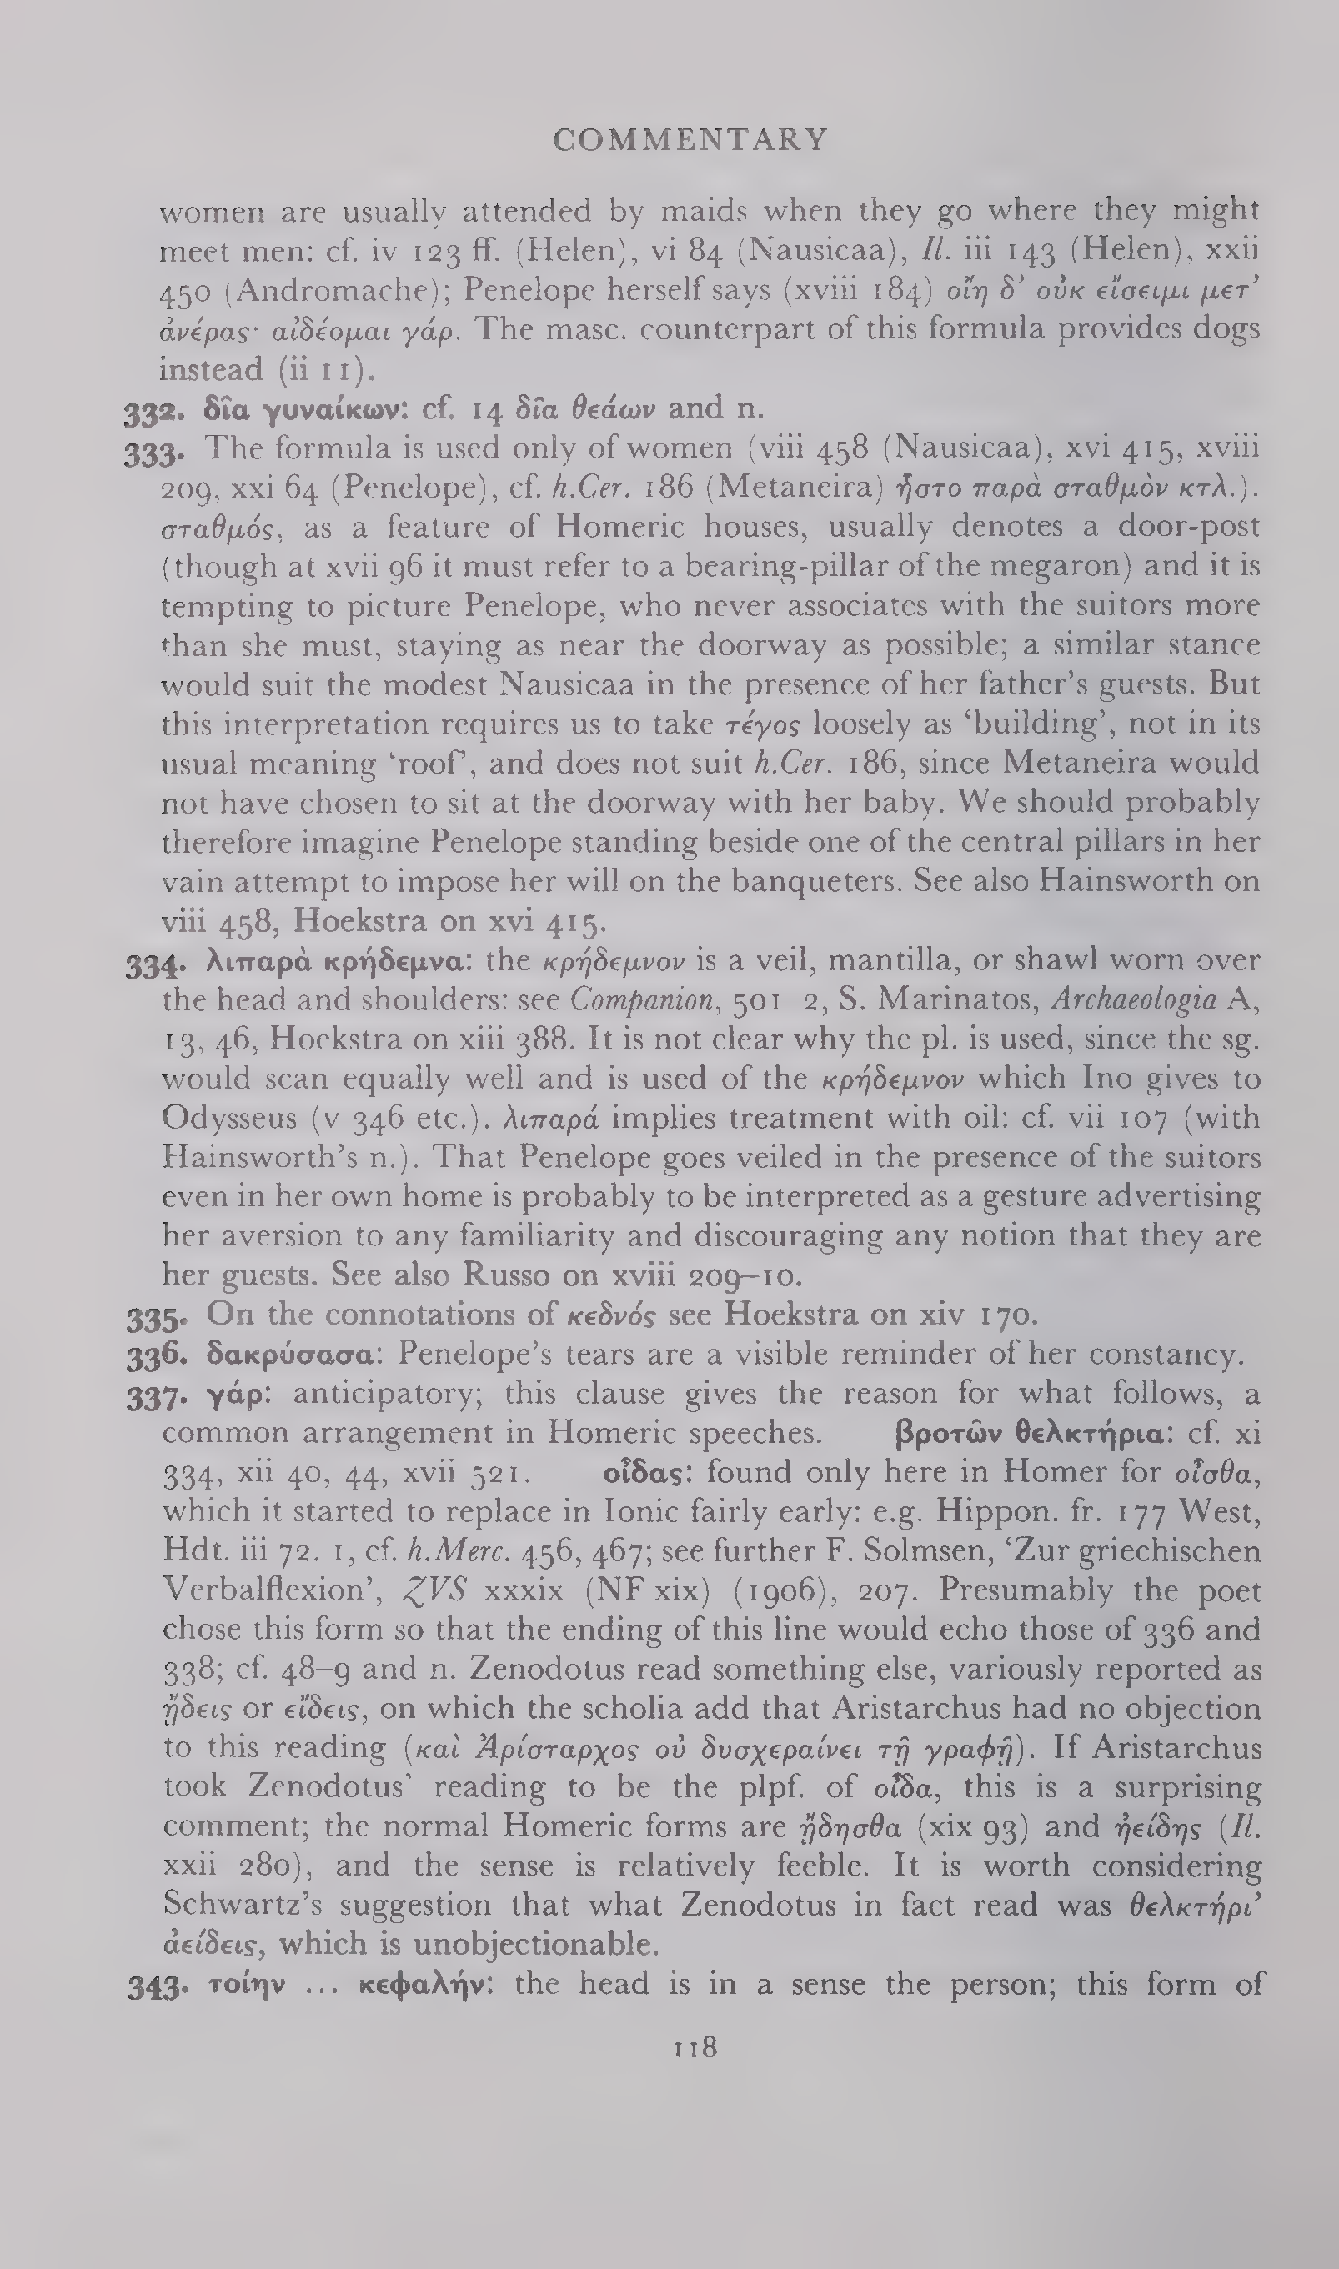 COMMENTARY
women are usually attended by maids when they go where they might
meet men: cf. iv 123 ff. (Helen), vi 84 (Nausicaa), Il. iii 143 (Helen), xxii
450 (Andromache); Penelope herself says (xviii 184) οἴη δ’ οὐκ εἴσειμι μετ’
ἀνέρας· αἰδέομαι γάρ. The masc. counterpart of this formula provides dogs
instead (ii 11).
332. δῖα γυναίκων: cf. 14 δῖα θεάων and n.
333. The formula is used only of women (viii 458 (Nausicaa), xvi 415, xviii
209, xxi 64 (Penelope), cf. h.Cer. 186 (Metaneira) ἧστο παρὰ σταθμὸν κτλ.).
σταθμός, as a feature of Homeric houses, usually denotes a door-post
(though at xvii 96 it must refer to a bearing-pillar of the megaron) and it is
tempting to picture Penelope, who never associates with the suitors more
than she must, staying as near the doorway as possible; a similar stance
would suit the modest Nausicaa in the presence of her father’s guests. But
this interpretation requires us to take τέγος loosely as ‘building’, not in its
usual meaning ‘roof’, and does not suit h.Cer. 186, since Metaneira would
not have chosen to sit at the doorway with her baby. We should probably
therefore imagine Penelope standing beside one of the central pillars in her
vain attempt to impose her will on the banqueters. See also Hainsworth on
viii 458, Hoekstra on xvi 415.
334. λιπαρὰ κρήδεμνα: the κρήδεμνον is a veil, mantilla, or shawl worn over
the head and shoulders: see Companion, 501 2, S. Marinatos, Archaeologia A,
13, 46, Hoekstra on xiii 388. It is not clear why the pl. is used, since the sg.
would scan equally well and is used of the κρήδεμνον which Ino gives to
Odysseus (v 346 etc.). λιπαρά implies treatment with oil: cf. vii 107 (with
Hainsworth’s n.). That Penelope goes veiled in the presence of the suitors
even in her own home is probably to be interpreted as a gesture advertising
her aversion to any familiarity and discouraging any notion that they are
her guests. See also Russo on xviii 209–10.
335. On the connotations of κεδνός see Hoekstra on xiv 170.
336. δακρύσασα: Penelope’s tears are a visible reminder of her constancy.
337. γάρ: anticipatory; this clause gives the reason for what follows, a
common arrangement in Homeric speeches. βροτῶν θελκτήρια: cf. xi
334, xii 40, 44, xvii 521. οἶδας: found only here in Homer for οἶσθα,
which it started to replace in Ionic fairly early: e.g. Hippon. fr. 177 West,
Hdt. iii 72. 1, cf. h.Merc. 456, 467; see further F. Solmsen, ‘Zur griechischen
Verbalflexion’, ZVS xxxix (NF xix) (1906), 207. Presumably the poet
chose this form so that the ending of this line would echo those of 336 and
338; cf. 48–9 and n. Zenodotus read something else, variously reported as
ᾔδεις or εἴδεις, on which the scholia add that Aristarchus had no objection
to this reading (καὶ Ἀρίσταρχος οὐ δυσχεραίνει τῇ γραφῇ). If Aristarchus
took Zenodotus’ reading to be the plpf. of οἶδα, this is a surprising
comment; the normal Homeric forms are ᾔδησθα (xix 93) and ἠείδης (Il.
xxii 280), and the sense is relatively feeble. It is worth considering
Schwartz’s suggestion that what Zenodotus in fact read was θελκτήρι’
ἀείδεις, which is unobjectionable.
343. τοίην ... κεφαλήν: the head is in a sense the person; this form of
118